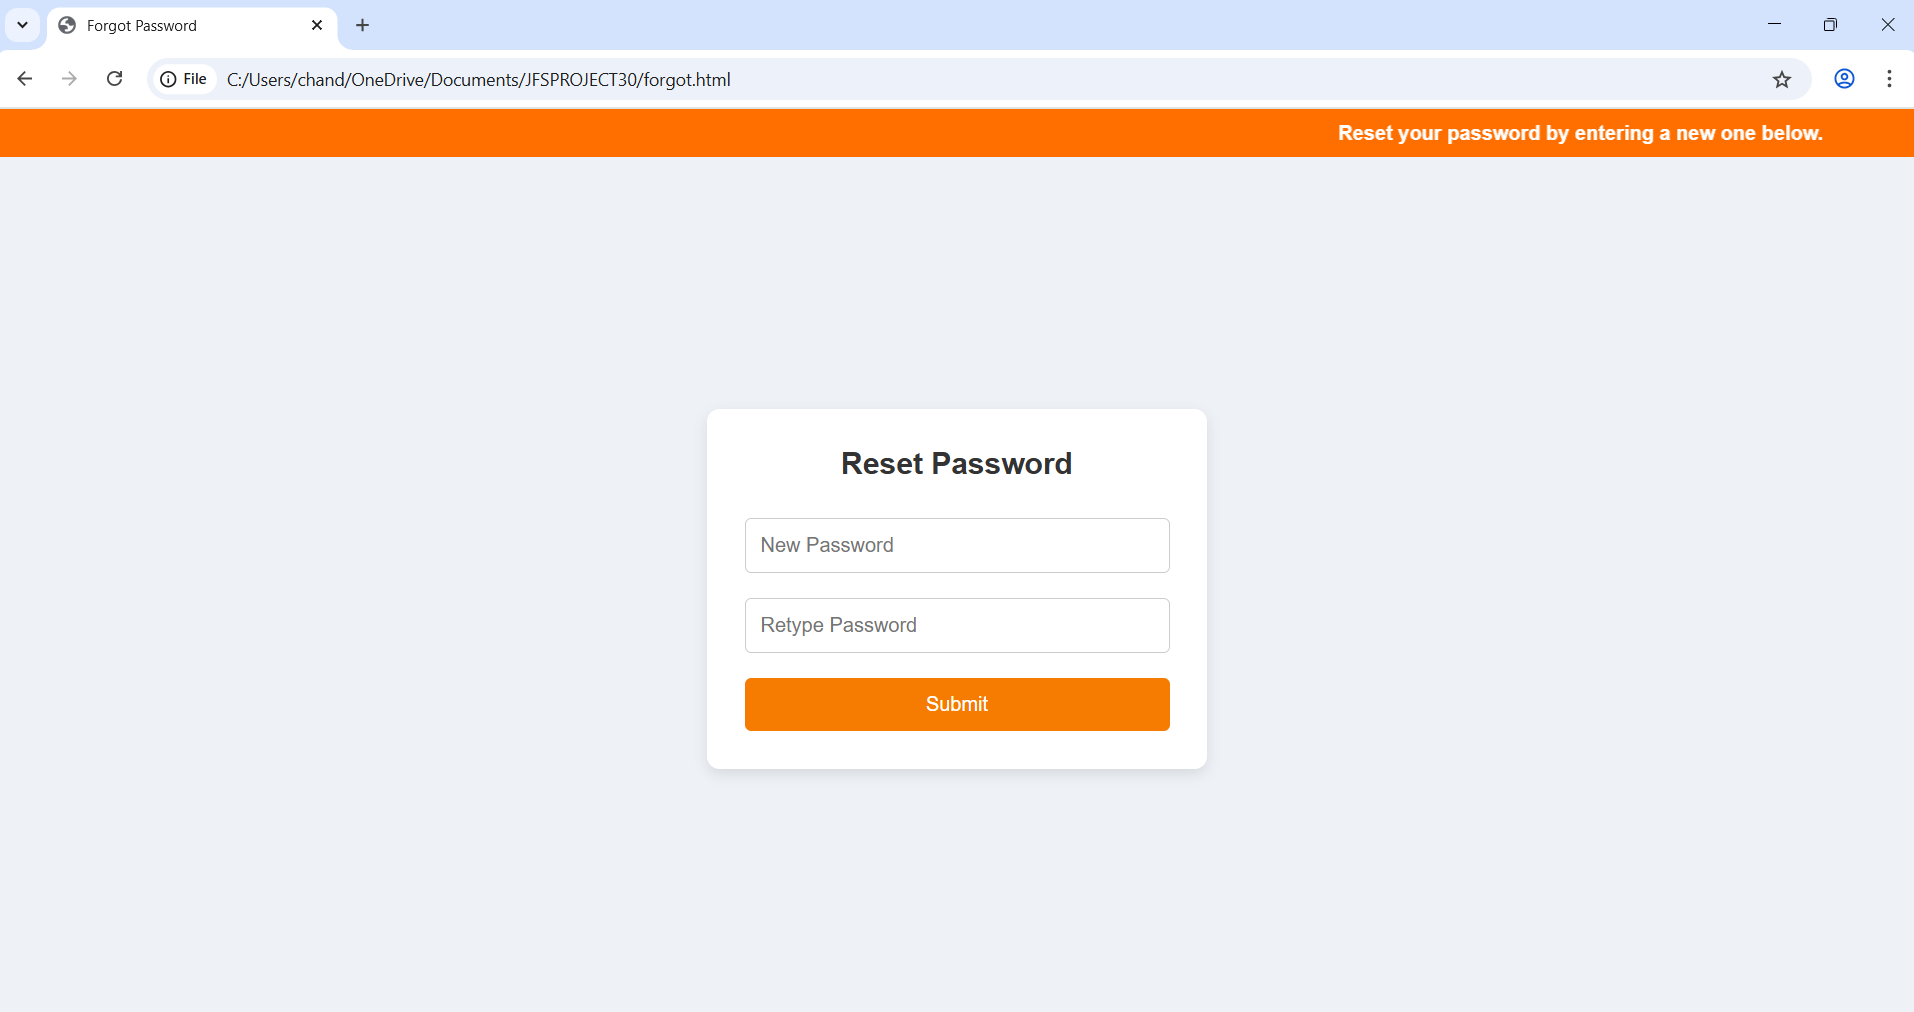 Forgot Password
File C:/Users/chand/OneDrive/Documents/JFSPROJECT30/forgot.html
Reset your password by entering a new one below.
Reset Password
New Password
Retype Password
Submit